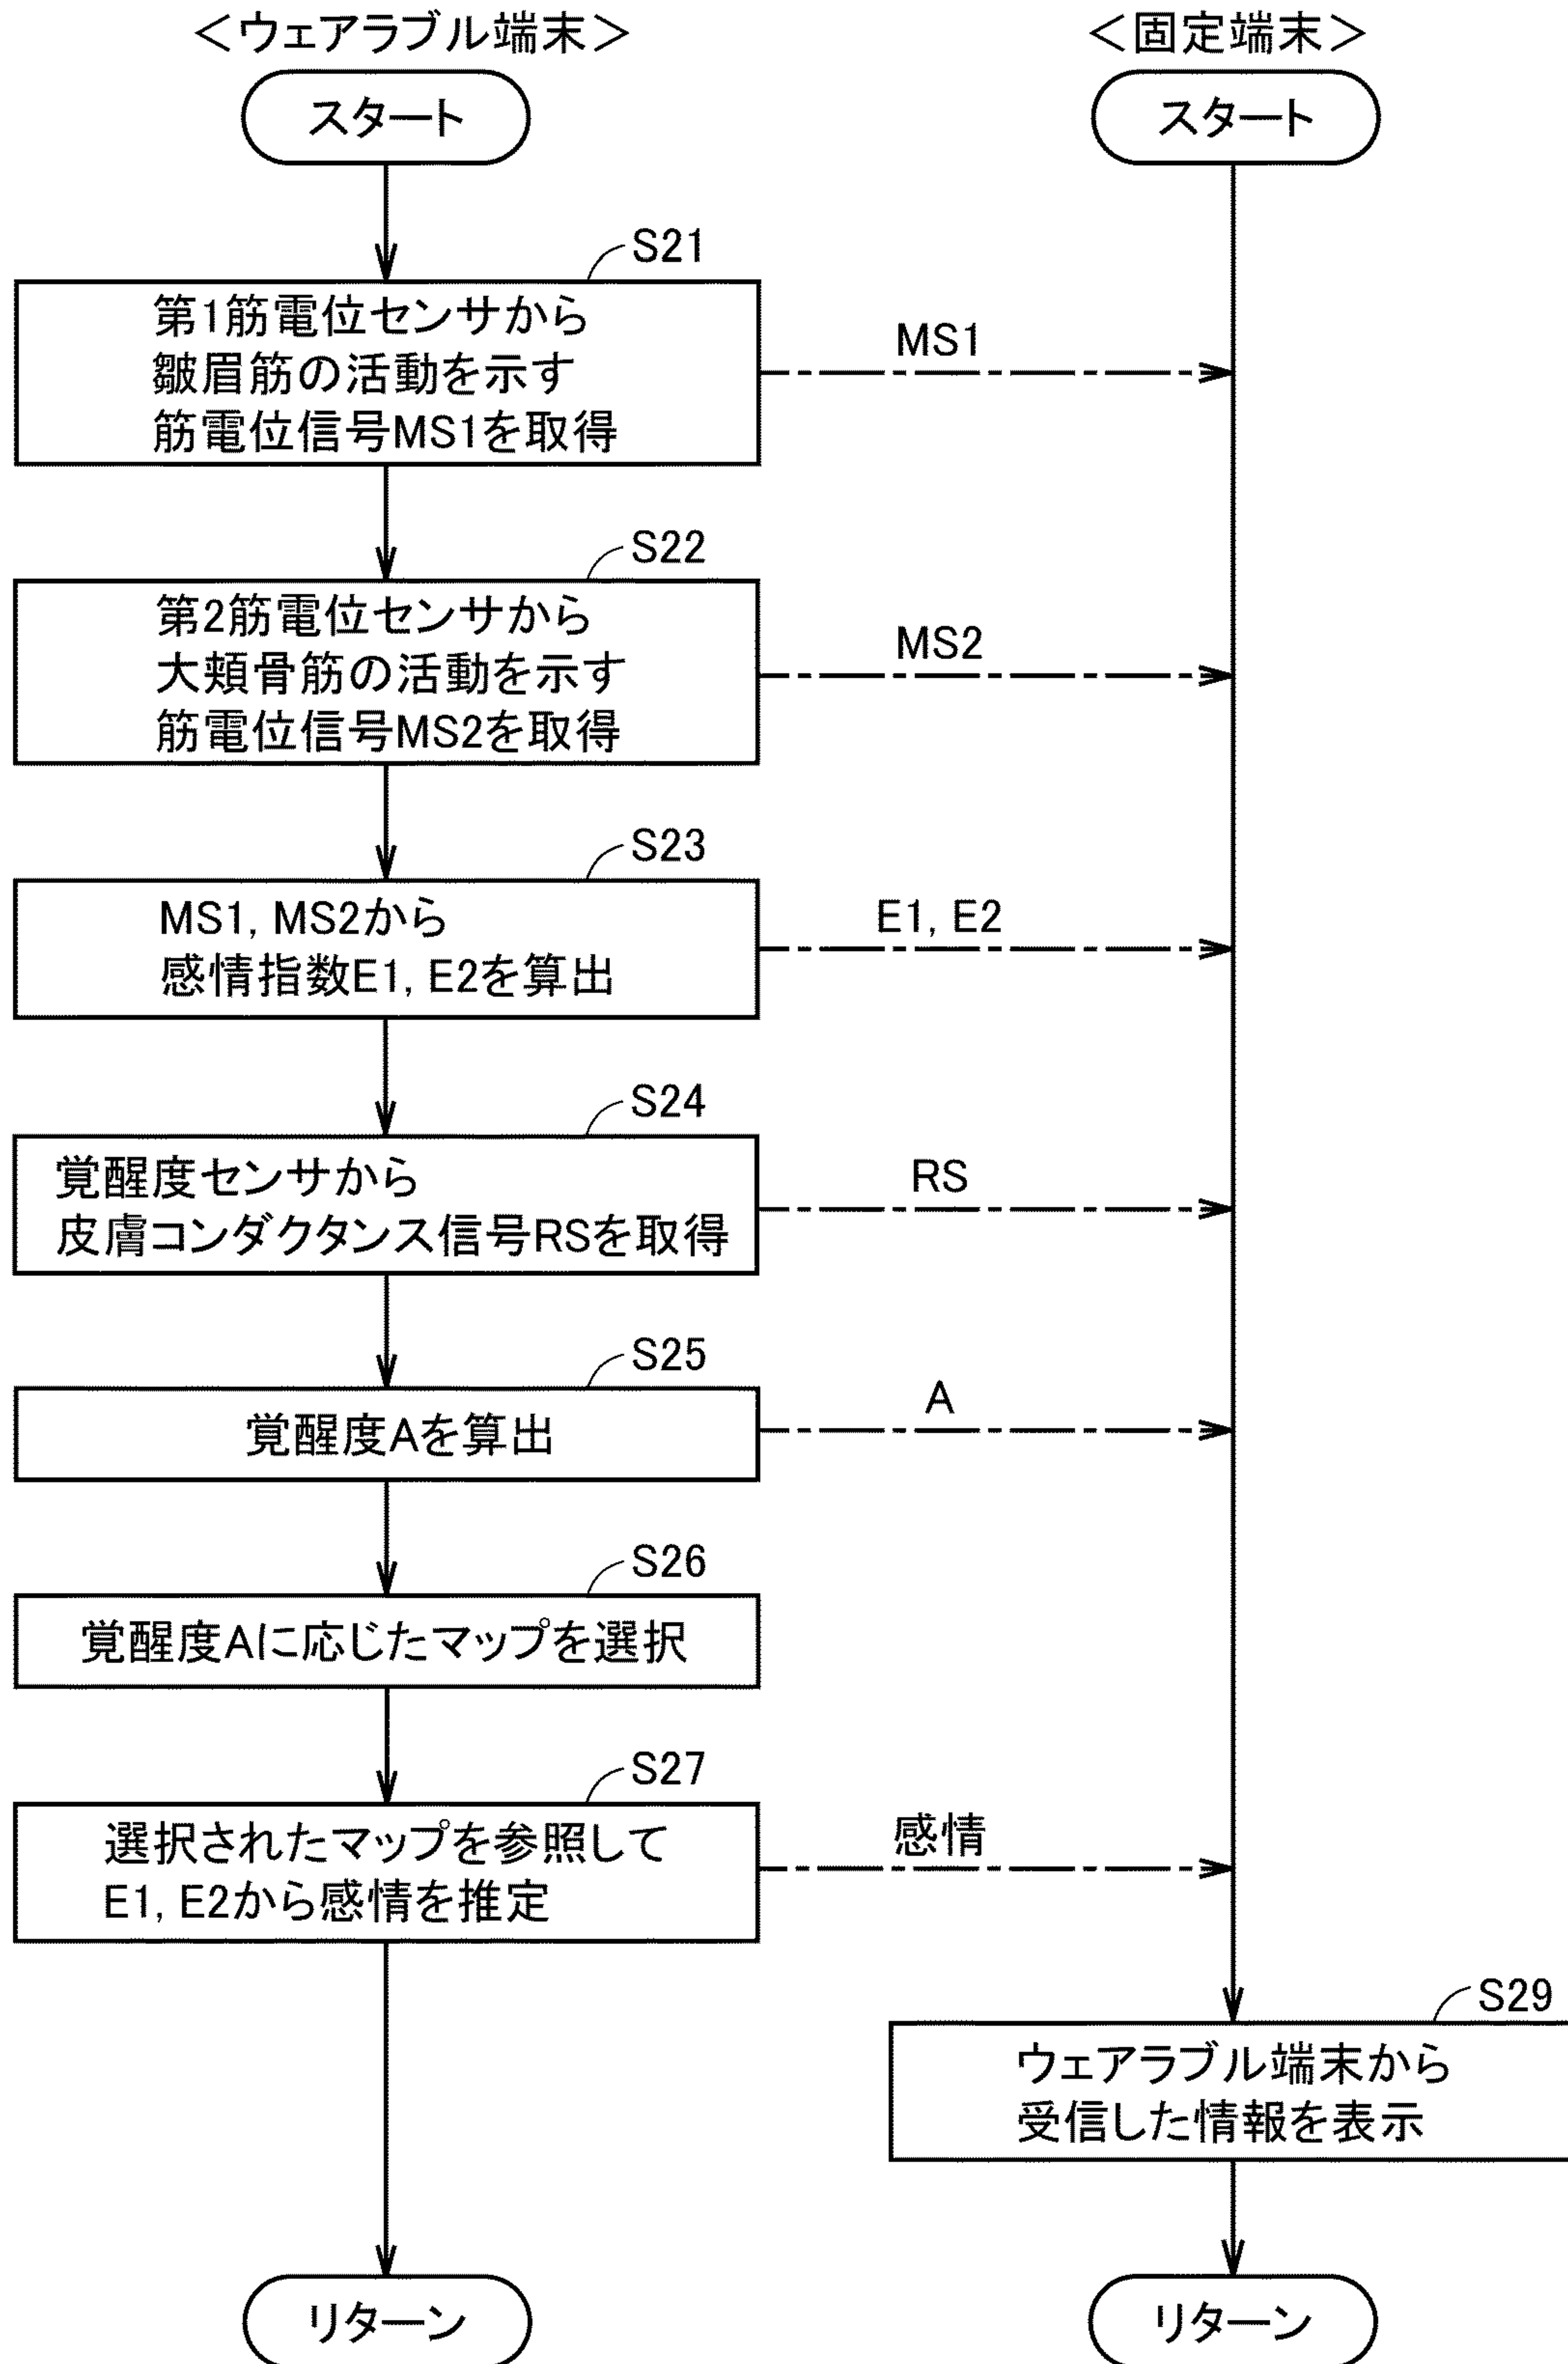 ＜ウェアラブル端末＞
＜固定端末＞
スタート
スタート
S21
第1筋電位センサから
皺眉筋の活動を示す
筋電位信号MS1を取得
MS1
S22
第2筋電位センサから
大頬骨筋の活動を示す
筋電位信号MS2を取得
MS2
S23
MS1, MS2から
感情指数E1, E2を算出
E1, E2
S24
覚醒度センサから
皮膚コンダクタンス信号RSを取得
RS
S25
覚醒度Aを算出
A
S26
覚醒度Aに応じたマップを選択
S27
選択されたマップを参照して
E1, E2から感情を推定
感情
S29
ウェアラブル端末から
受信した情報を表示
リターン
リターン